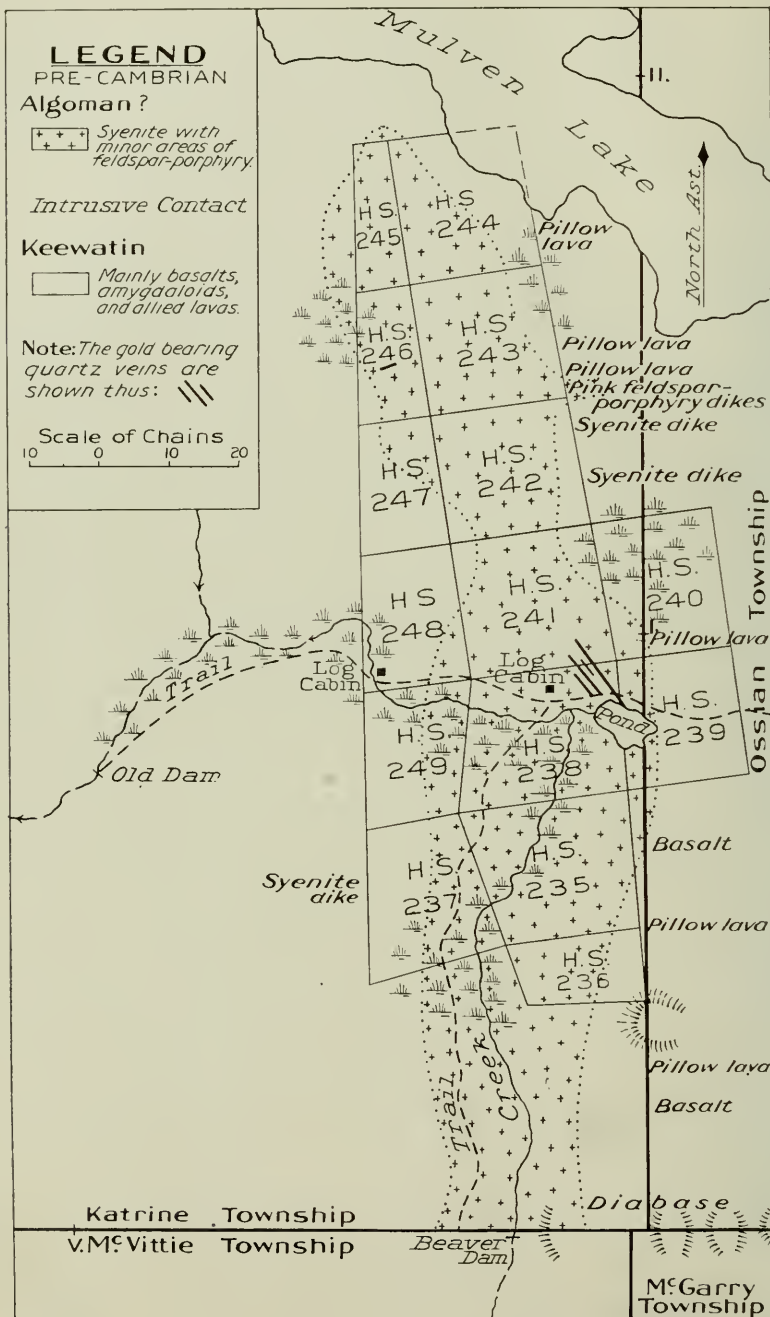 LEGEND
PRE-CAMBRIAN
Algoman?
Syenite with
minor areas of
feldspar-porphyry.
Intrusive Contact
Keewatin
Mainly basalts,
amygdaloids,
and allied lavas.
Note: The gold bearing
quartz veins are
shown thus:
Scale of Chains
10 0 10 20
Mulven Lake
II.
North Ast.
H.S.
245
H.S.
244
Pillow
lava
H.S.
246
H.S.
243
Pillow lava
Pillow lava
Pink feldspar-
porphyry dikes
Syenite dike
H.S.
247
H.S.
242
Syenite dike
H S
248
H.S.
241
H.S.
240
Pillow lava
Ossian Township
Trail
Log
Cabin
Log
Cabin
Pond
H.S.
239
H.S.
249
H.S.
238
Old Dam
Basalt
Syenite
dike
H S.
237
H.S.
235
Pillow lava
H.S.
236
Pillow lava
Basalt
Trail
Creek
Diabase
Katrine Township
V. McVittie Township
Beaver
Dam
McGarry
Township